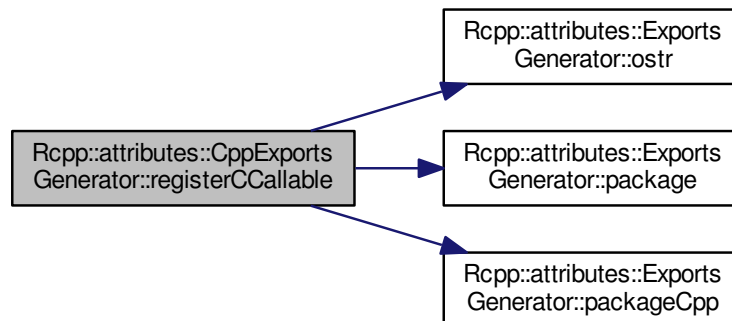 Rcpp::attributes::CppExports
Generator::registerCCallable
Rcpp::attributes::Exports
Generator::ostr
Rcpp::attributes::Exports
Generator::package
Rcpp::attributes::Exports
Generator::packageCpp